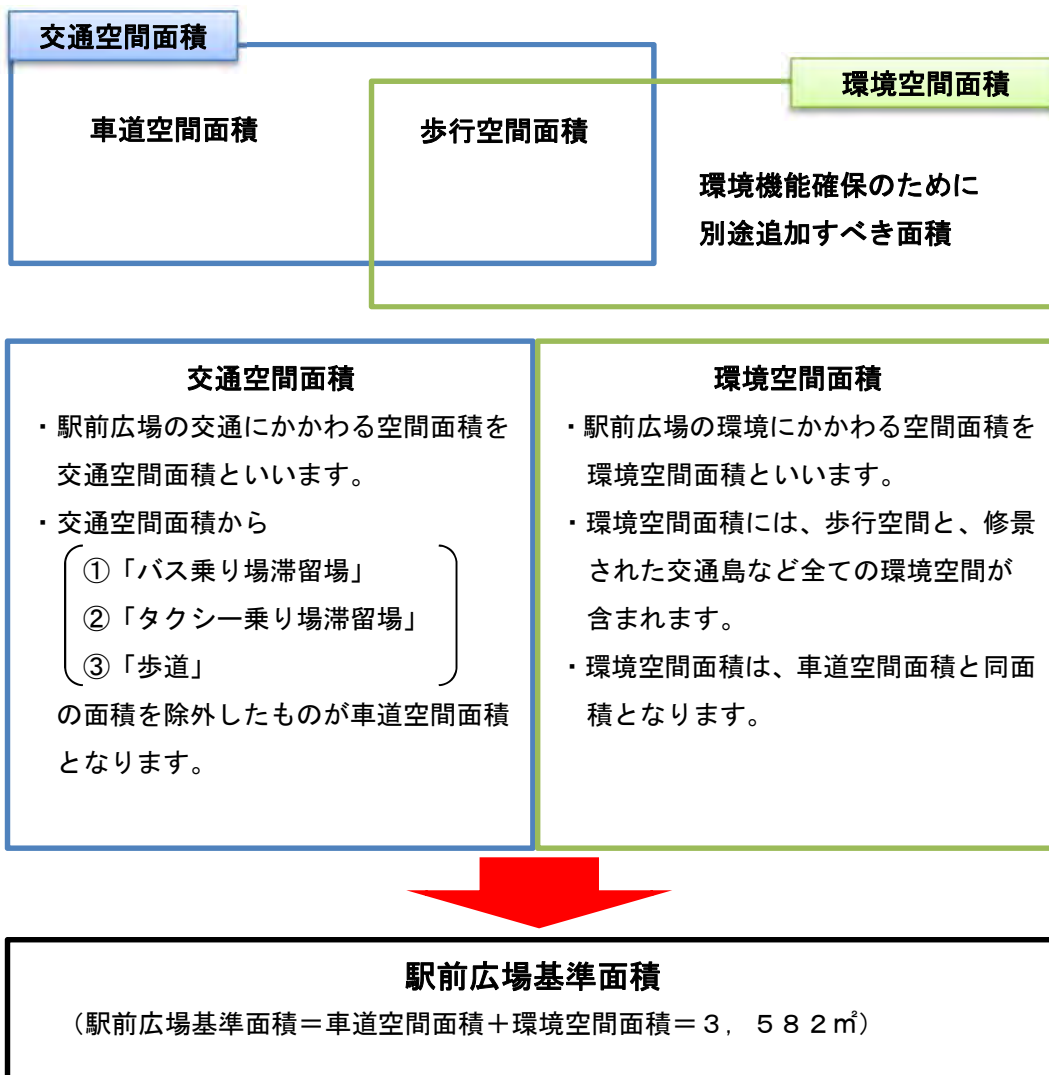 交通空間面積
環境空間面積
車道空間面積
歩行空間面積
環境機能確保のために
別途追加すべき面積
交通空間面積
・駅前広場の交通にかかわる空間面積を
交通空間面積といいます。
・交通空間面積から
①「バス乗り場滞留場」
②「タクシー乗り場滞留場」
③「歩道」
の面積を除外したものが車道空間面積
となります。
環境空間面積
・駅前広場の環境にかかわる空間面積を
環境空間面積といいます。
・環境空間面積には、歩行空間と、修景
された交通島など全ての環境空間が
含まれます。
・環境空間面積は、車道空間面積と同面
積となります。
駅前広場基準面積
（駅前広場基準面積＝車道空間面積＋環境空間面積＝３，５８２㎡）